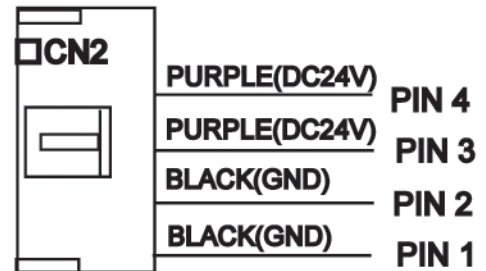 CN2
PURPLE(DC24V) PIN 4
PURPLE(DC24V) PIN 3
BLACK(GND) PIN 2
BLACK(GND) PIN 1